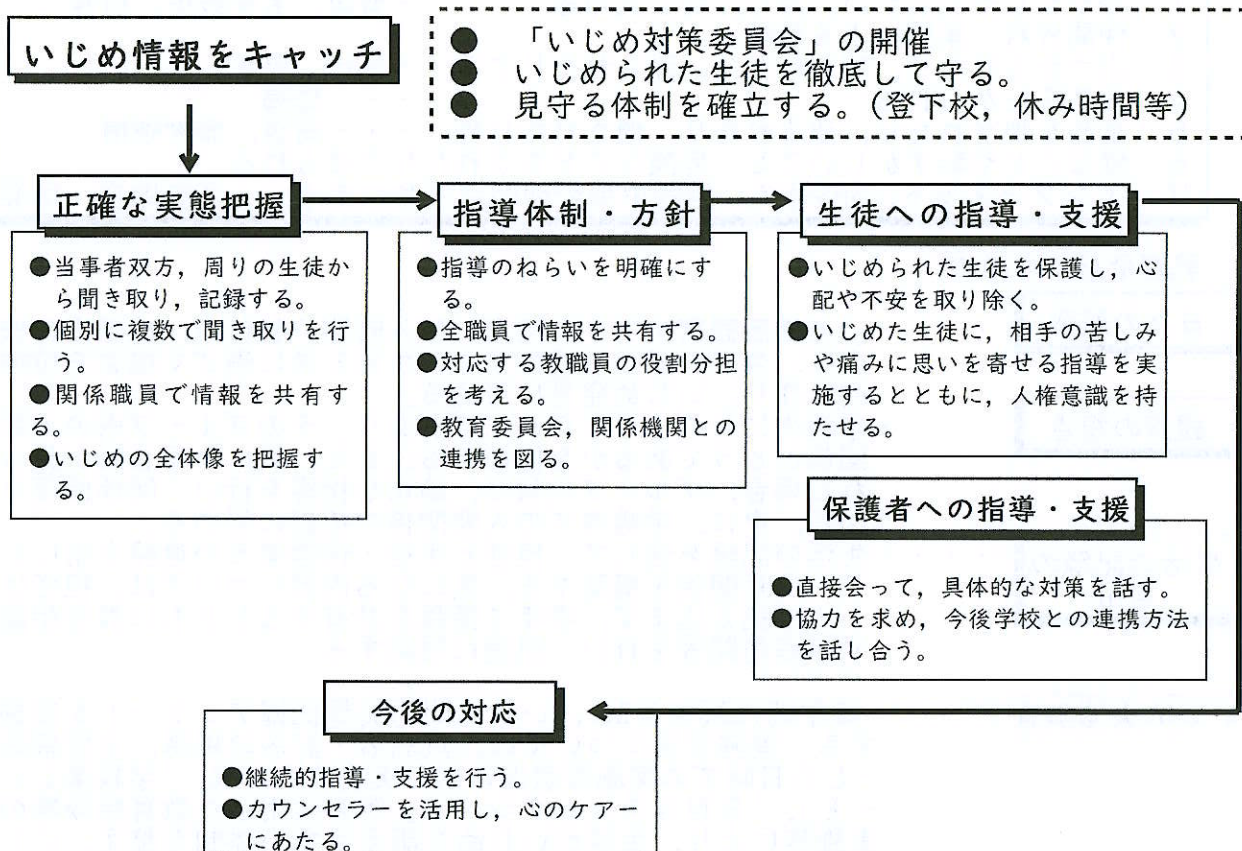 いじめ情報をキャッチ
● 「いじめ対策委員会」の開催
● いじめられた生徒を徹底して守る。
● 見守る体制を確立する。(登下校，休み時間等)
正確な実態把握
●当事者双方，周りの生徒か
ら聞き取り，記録する。
●個別に複数で聞き取りを行
う。
●関係職員で情報を共有す
る。
●いじめの全体像を把握す
る。
指導体制・方針
●指導のねらいを明確にす
る。
●全職員で情報を共有する。
●対応する教職員の役割分担
を考える。
●教育委員会，関係機関との
連携を図る。
生徒への指導・支援
●いじめられた生徒を保護し，心
配や不安を取り除く。
●いじめた生徒に，相手の苦しみ
や痛みに思いを寄せる指導を実
施するとともに，人権意識を持
たせる。
保護者への指導・支援
●直接会って，具体的な対策を話す。
●協力を求め，今後学校との連携方法
を話し合う。
今後の対応
●継続的指導・支援を行う。
●カウンセラーを活用し，心のケアー
にあたる。